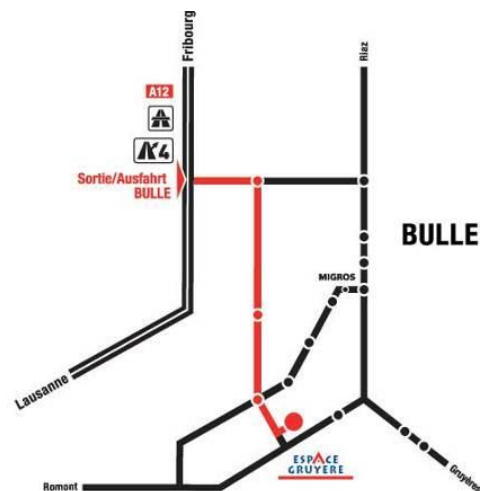 Fribourg
Riaz
A12
4
Sortie/Ausfahrt
BULLE
BULLE
MIGROS
Lausanne
ESPACE
GRUYERE
Romont
Gruyères